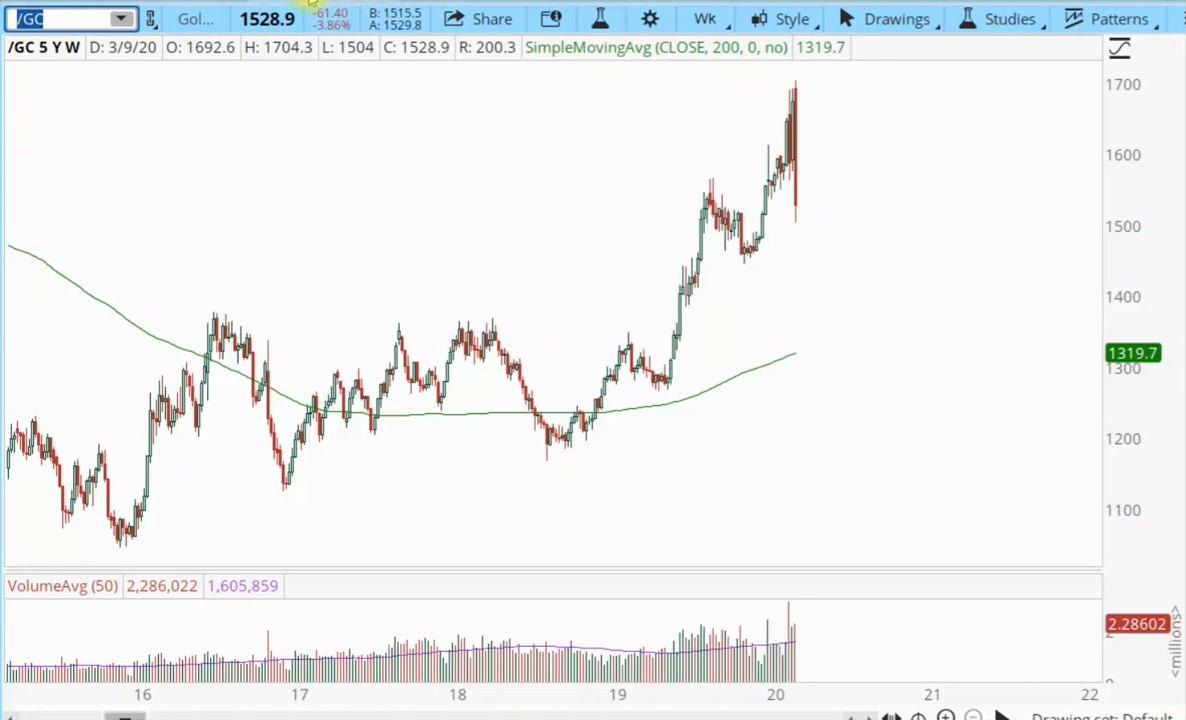 /GC Gol... 1528.9 -61.40 B: 1515.5 Share Wk Style Drawings Studies Patterns
-3.86% A: 1529.8
/GC 5 Y W D: 3/9/20 O: 1692.6 H: 1704.3 L: 1504 C: 1528.9 R: 200.3 SimpleMovingAvg (CLOSE, 200, 0, no) 1319.7
1700
1600
1500
1400
1319.7
1300
1200
1100
VolumeAvg (50) 2,286,022 1,605,859
2.28602
<millions>
16 17 18 19 20 21 22
Drawing set: Default